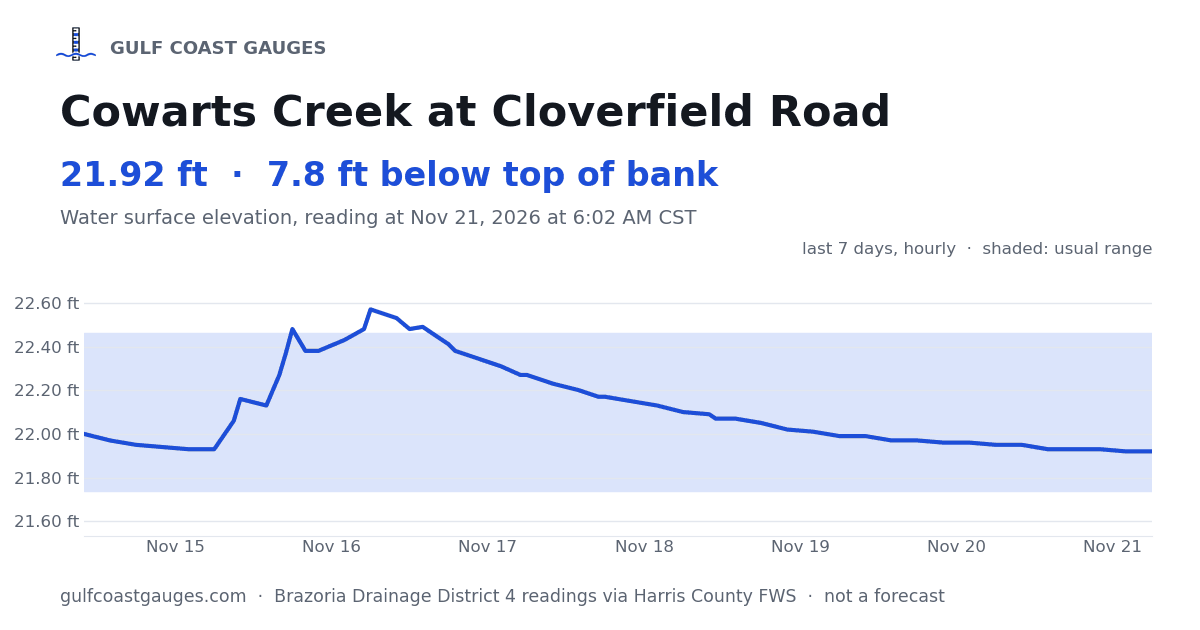 GULF COAST GAUGES
Cowarts Creek at Cloverfield Road
21.92 ft · 7.8 ft below top of bank
Water surface elevation, reading at Nov 21, 2026 at 6:02 AM CST
last 7 days, hourly · shaded: usual range
22.60 ft
22.40 ft
22.20 ft
22.00 ft
21.80 ft
21.60 ft
Nov 15 Nov 16 Nov 17 Nov 18 Nov 19 Nov 20 Nov 21
gulfcoastgauges.com · Brazoria Drainage District 4 readings via Harris County FWS · not a forecast